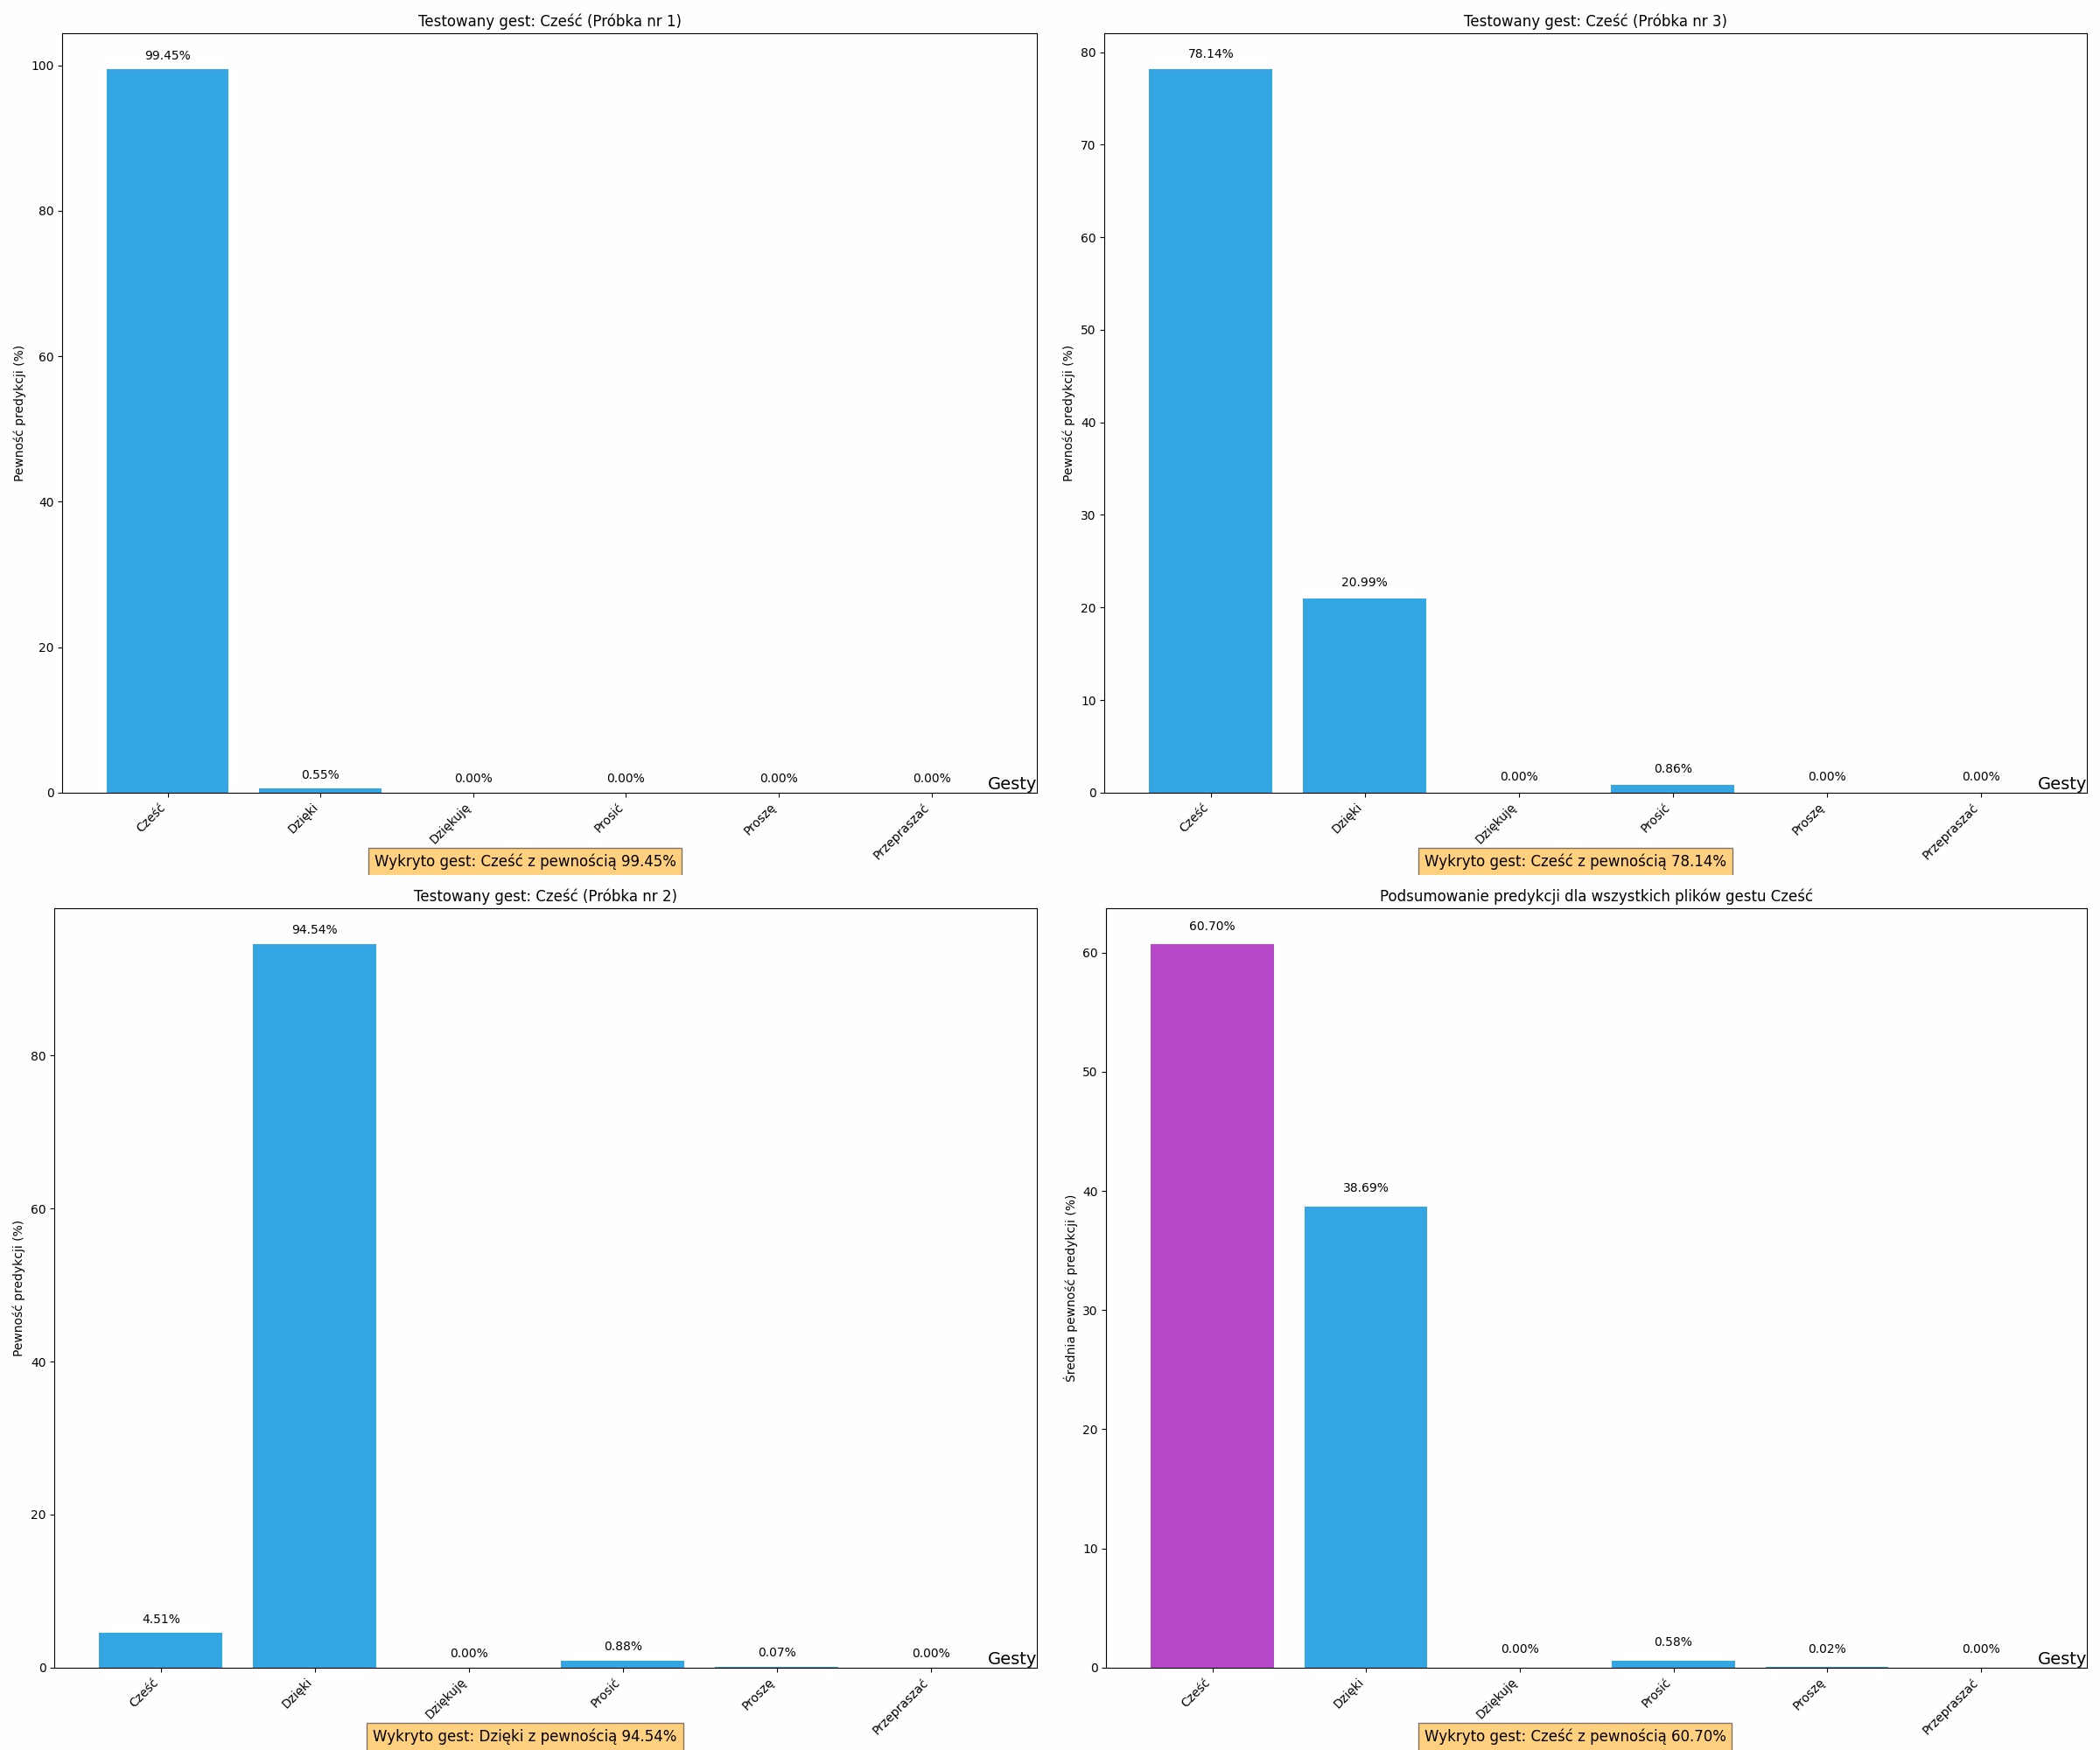 Testowany gest: Cześć (Próbka nr 1)
Pewność predykcji (%)
100
80
60
40
20
0
99.45%
0.55%
0.00%
0.00%
0.00%
0.00%
Gesty
Cześć
Dzięki
Dziękuję
Prosić
Proszę
Przepraszać
Wykryto gest: Cześć z pewnością 99.45%
Testowany gest: Cześć (Próbka nr 3)
Pewność predykcji (%)
80
70
60
50
40
30
20
10
0
78.14%
20.99%
0.00%
0.86%
0.00%
0.00%
Gesty
Cześć
Dzięki
Dziękuję
Prosić
Proszę
Przepraszać
Wykryto gest: Cześć z pewnością 78.14%
Testowany gest: Cześć (Próbka nr 2)
Pewność predykcji (%)
80
60
40
20
0
4.51%
94.54%
0.00%
0.88%
0.07%
0.00%
Gesty
Cześć
Dzięki
Dziękuję
Prosić
Proszę
Przepraszać
Wykryto gest: Dzięki z pewnością 94.54%
Podsumowanie predykcji dla wszystkich plików gestu Cześć
Średnia pewność predykcji (%)
60
50
40
30
20
10
0
60.70%
38.69%
0.00%
0.58%
0.02%
0.00%
Gesty
Cześć
Dzięki
Dziękuję
Prosić
Proszę
Przepraszać
Wykryto gest: Cześć z pewnością 60.70%